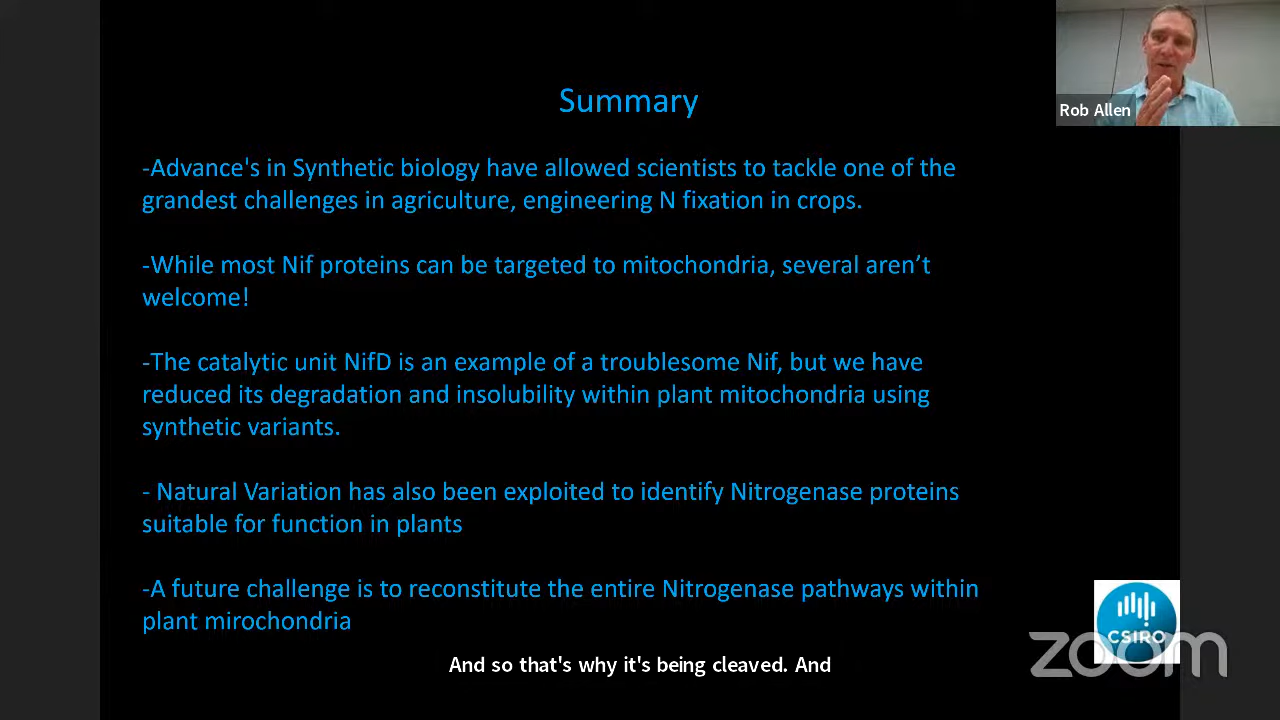 Summary
Rob Allen
-Advance's in Synthetic biology have allowed scientists to tackle one of the
grandest challenges in agriculture, engineering N fixation in crops.
-While most Nif proteins can be targeted to mitochondria, several aren’t
welcome!
-The catalytic unit NifD is an example of a troublesome Nif, but we have
reduced its degradation and insolubility within plant mitochondria using
synthetic variants.
- Natural Variation has also been exploited to identify Nitrogenase proteins
suitable for function in plants
-A future challenge is to reconstitute the entire Nitrogenase pathways within
plant mirochondria
CSIRO
zoom
And so that's why it's being cleaved. And